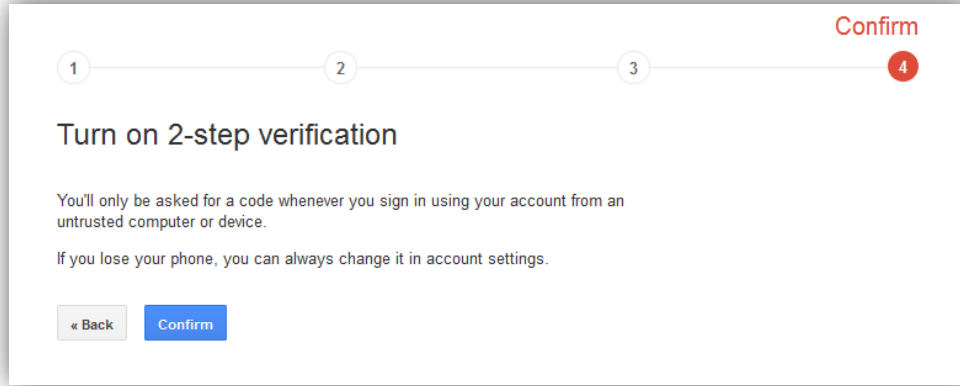 Confirm
1 2 3 4
Turn on 2-step verification
You'll only be asked for a code whenever you sign in using your account from an
untrusted computer or device.
If you lose your phone, you can always change it in account settings.
« Back Confirm